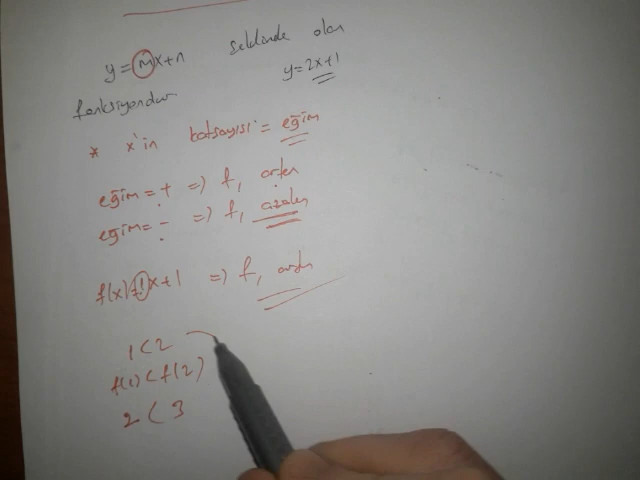 y = mx+n şeklinde olan
y=2x+1
fonksiyondur.
* x'in katsayısı = eğim
eğim = + => f, artan
eğim = - => f, azalan
f(x)=1x+1 => f, artan
1 < 2
f(1) < f(2)
2 < 3